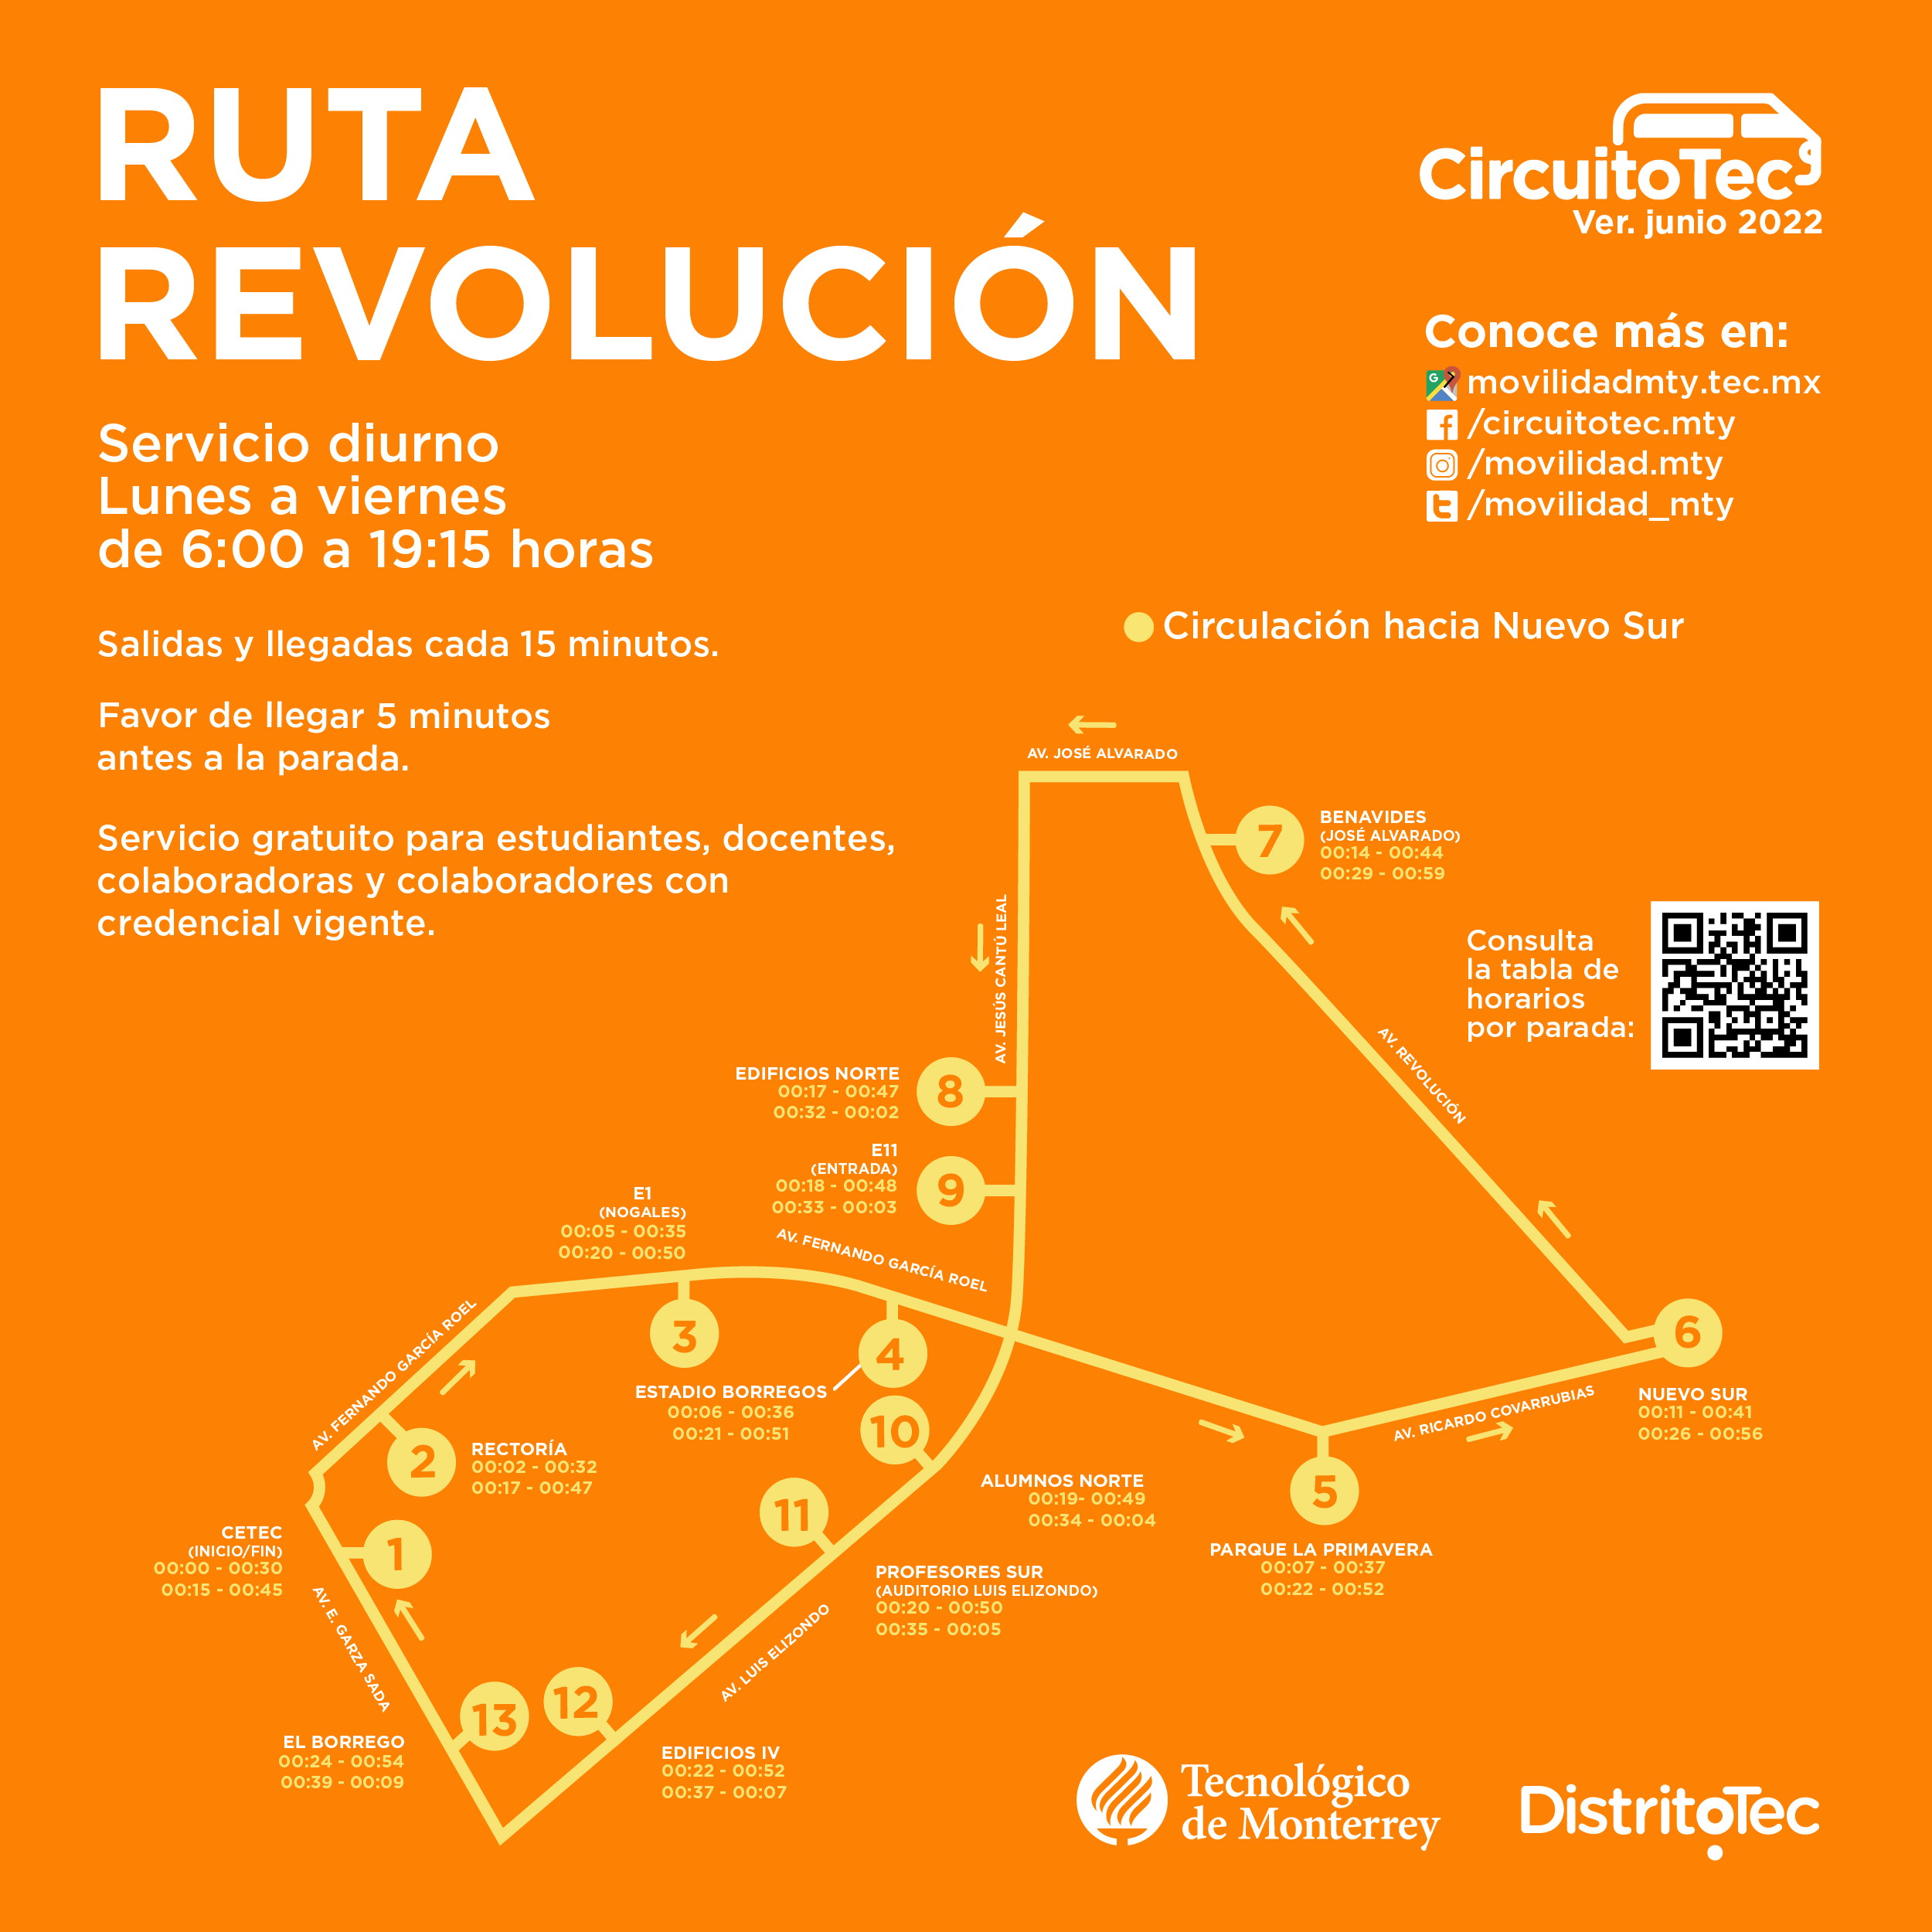 RUTA
REVOLUCIÓN
CircuitoTec
Ver. junio 2022
Conoce más en:
movilidadmty.tec.mx
/circuitotec.mty
/movilidad.mty
/movilidad_mty
Servicio diurno
Lunes a viernes
de 6:00 a 19:15 horas
Salidas y llegadas cada 15 minutos.
Favor de llegar 5 minutos
antes a la parada.
Servicio gratuito para estudiantes, docentes,
colaboradoras y colaboradores con
credencial vigente.
Circulación hacia Nuevo Sur
AV. JOSÉ ALVARADO
7
BENAVIDES
(JOSÉ ALVARADO)
00:14 - 00:44
00:29 - 00:59
Consulta
la tabla de
horarios
por parada:
AV. JESÚS CANTÚ LEAL
AV. REVOLUCIÓN
EDIFICIOS NORTE
00:17 - 00:47
00:32 - 00:02
8
E11
(ENTRADA)
00:18 - 00:48
00:33 - 00:03
9
E1
(NOGALES)
00:05 - 00:35
00:20 - 00:50
3
AV. FERNANDO GARCÍA ROEL
4
ESTADIO BORREGOS
00:06 - 00:36
00:21 - 00:51
6
NUEVO SUR
00:11 - 00:41
00:26 - 00:56
AV. RICARDO COVARRUBIAS
AV. FERNANDO GARCÍA ROEL
2
RECTORÍA
00:02 - 00:32
00:17 - 00:47
10
ALUMNOS NORTE
00:19- 00:49
00:34 - 00:04
5
PARQUE LA PRIMAVERA
00:07 - 00:37
00:22 - 00:52
11
PROFESORES SUR
(AUDITORIO LUIS ELIZONDO)
00:20 - 00:50
00:35 - 00:05
CETEC
(INICIO/FIN)
00:00 - 00:30
00:15 - 00:45
1
AV. E. GARZA SADA
AV. LUIS ELIZONDO
13
EL BORREGO
00:24 - 00:54
00:39 - 00:09
12
EDIFICIOS IV
00:22 - 00:52
00:37 - 00:07
Tecnológico
de Monterrey
DistritoTec